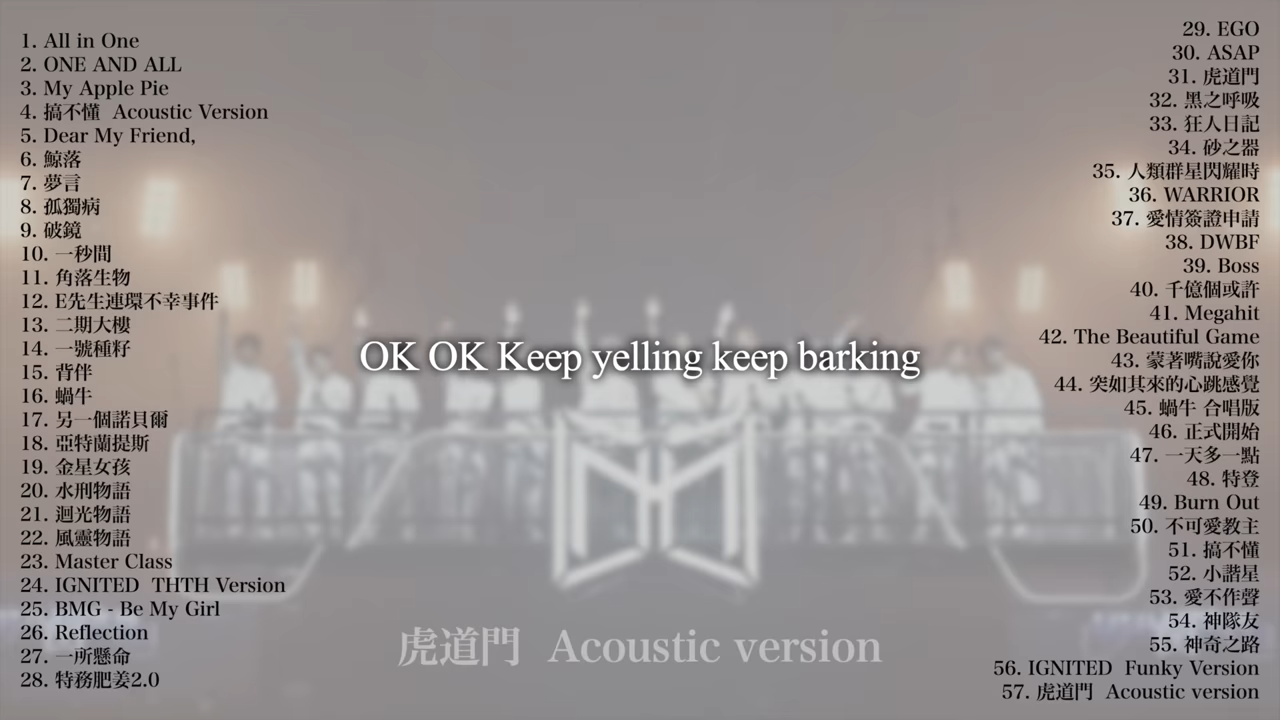 1. All in One
2. ONE AND ALL
3. My Apple Pie
4. 搞不懂 Acoustic Version
5. Dear My Friend,
6. 鯨落
7. 夢言
8. 孤獨病
9. 破鏡
10. 一秒間
11. 角落生物
12. E先生連環不幸事件
13. 二期大樓
14. 一號種籽
15. 背伴
16. 蝸牛
17. 另一個諾貝爾
18. 亞特蘭提斯
19. 金星女孩
20. 水刑物語
21. 迴光物語
22. 風靈物語
23. Master Class
24. IGNITED THTH Version
25. BMG - Be My Girl
26. Reflection
27. 一所懸命
28. 特務肥姜2.0
OK OK Keep yelling keep barking
虎道門 Acoustic version
29. EGO
30. ASAP
31. 虎道門
32. 黑之呼吸
33. 狂人日記
34. 砂之器
35. 人類群星閃耀時
36. WARRIOR
37. 愛情簽證申請
38. DWBF
39. Boss
40. 千億個或許
41. Megahit
42. The Beautiful Game
43. 蒙著嘴說愛你
44. 突如其來的心跳感覺
45. 蝸牛 合唱版
46. 正式開始
47. 一天多一點
48. 特登
49. Burn Out
50. 不可愛教主
51. 搞不懂
52. 小諧星
53. 愛不作聲
54. 神隊友
55. 神奇之路
56. IGNITED Funky Version
57. 虎道門 Acoustic version